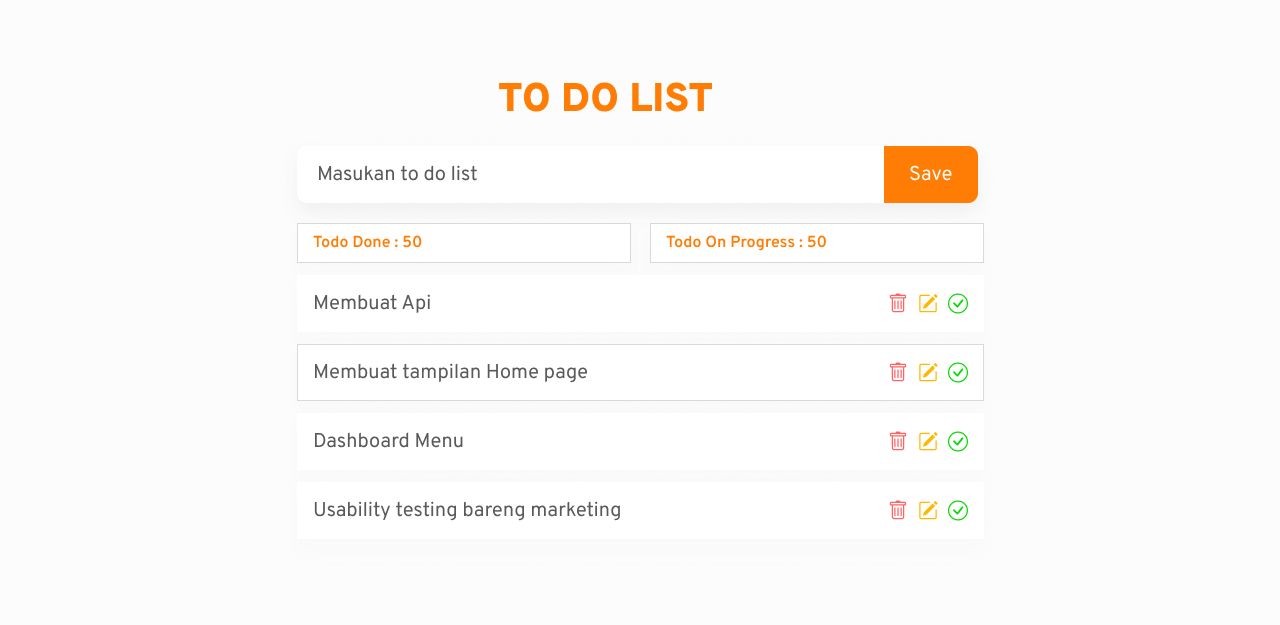 TO DO LIST
Masukan to do list
Save
Todo Done : 50
Todo On Progress : 50
Membuat Api
Membuat tampilan Home page
Dashboard Menu
Usability testing bareng marketing